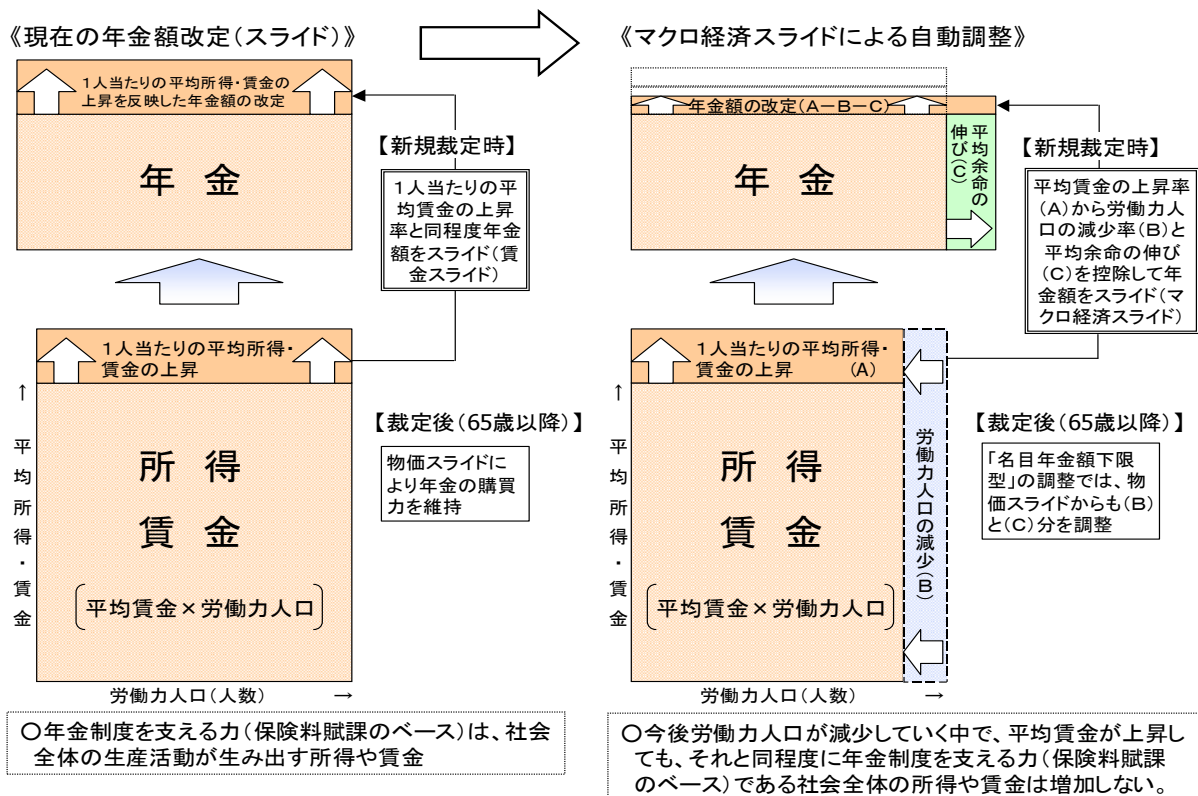 《現在の年金額改定(スライド)》
1人当たりの平均所得・賃金の
上昇を反映した年金額の改定
年 金
【新規裁定時】
1人当たりの平
均賃金の上昇
率と同程度年金
額をスライド(賃
金スライド)
1人当たりの平均所得・
賃金の上昇
↑
平均所得・賃金
所 得
賃 金
平均賃金×労働力人口
【裁定後(65歳以降)】
物価スライドに
より年金の購買
力を維持
労働力人口(人数) →
○年金制度を支える力(保険料賦課のベース)は、社会
全体の生産活動が生み出す所得や賃金
《マクロ経済スライドによる自動調整》
年金額の改定(A-B-C)
年 金
平均余命の
伸び(C)
【新規裁定時】
平均賃金の上昇率
(A)から労働力人
口の減少率(B)と
平均余命の伸び
(C)を控除して年
金額をスライド(マ
クロ経済スライド)
1人当たりの平均所得・
賃金の上昇 (A)
↑
平均所得・賃金
所 得
賃 金
平均賃金×労働力人口
労働力人口の減少(B)
【裁定後(65歳以降)】
「名目年金額下限
型」の調整では、物
価スライドからも(B)
と(C)分を調整
労働力人口(人数) →
○今後労働力人口が減少していく中で、平均賃金が上昇し
ても、それと同程度に年金制度を支える力(保険料賦課
のベース)である社会全体の所得や賃金は増加しない。